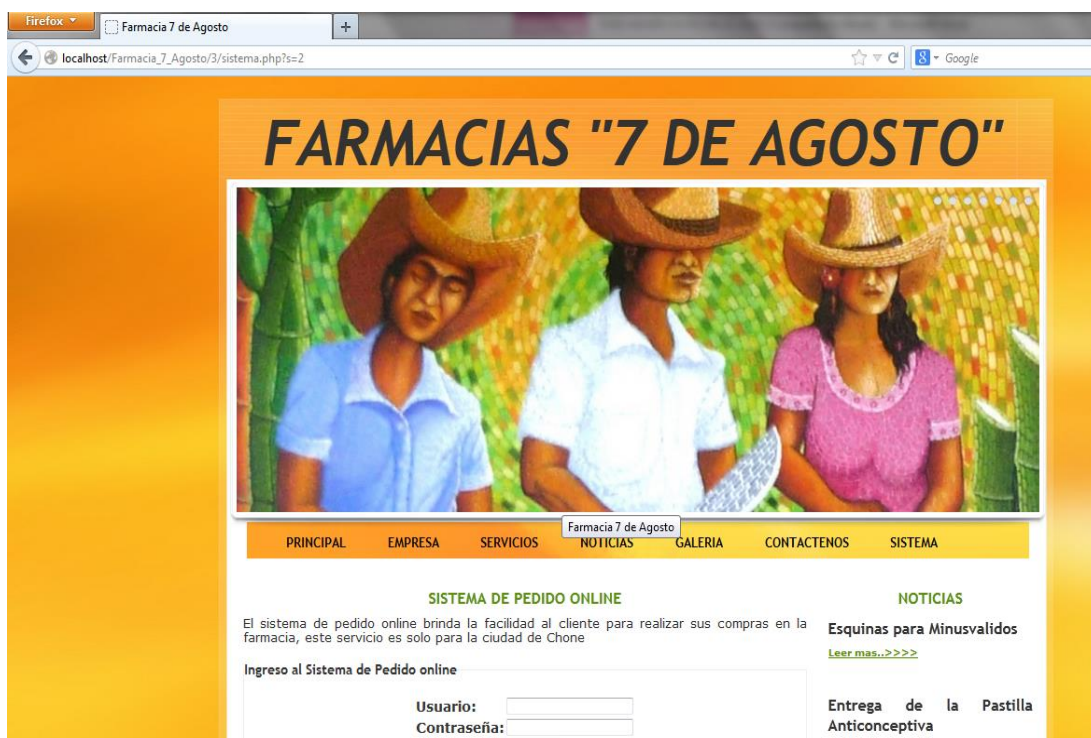 Firefox
Farmacia 7 de Agosto
localhost/Farmacia_7_Agosto/3/sistema.php?s=2
Google
FARMACIAS "7 DE AGOSTO"
Farmacia 7 de Agosto
PRINCIPAL EMPRESA SERVICIOS NOTICIAS GALERIA CONTACTENOS SISTEMA
SISTEMA DE PEDIDO ONLINE
El sistema de pedido online brinda la facilidad al cliente para realizar sus compras en la
farmacia, este servicio es solo para la ciudad de Chone
Ingreso al Sistema de Pedido online
Usuario:
Contraseña:
NOTICIAS
Esquinas para Minusvalidos
Leer mas..>>>>
Entrega de la Pastilla
Anticonceptiva